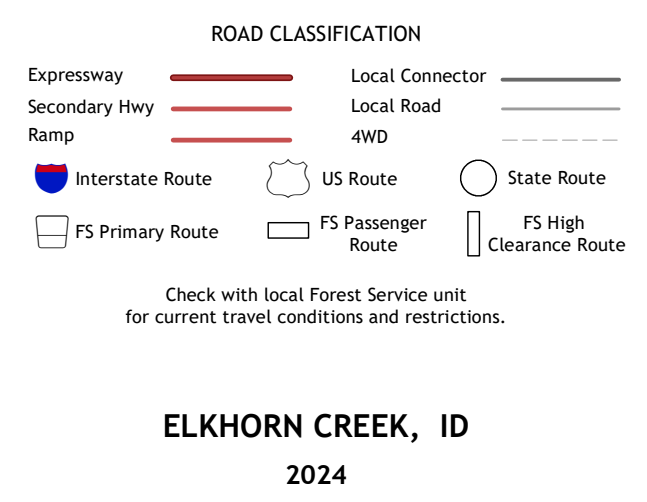 ROAD CLASSIFICATION
Expressway
Local Connector
Secondary Hwy
Local Road
Ramp
4WD
Interstate Route
US Route
State Route
FS Primary Route
FS Passenger
Route
FS High
Clearance Route
Check with local Forest Service unit
for current travel conditions and restrictions.
ELKHORN CREEK, ID
2024